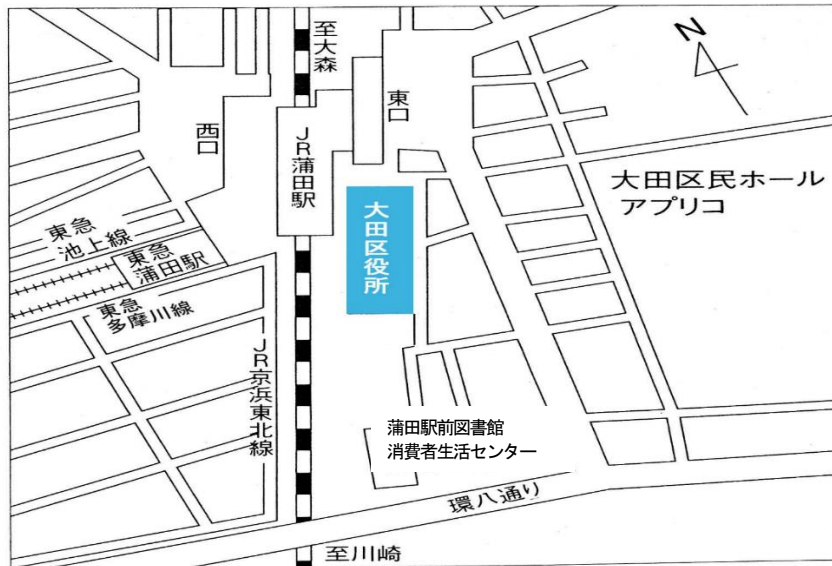 至大森
N
東口
西口
JR蒲田駅
大田区民ホール
アプリコ
大田区役所
東急
池上線
東急
蒲田駅
東急
多摩川線
JR京浜東北線
蒲田駅前図書館
消費者生活センター
環八通り
至川崎